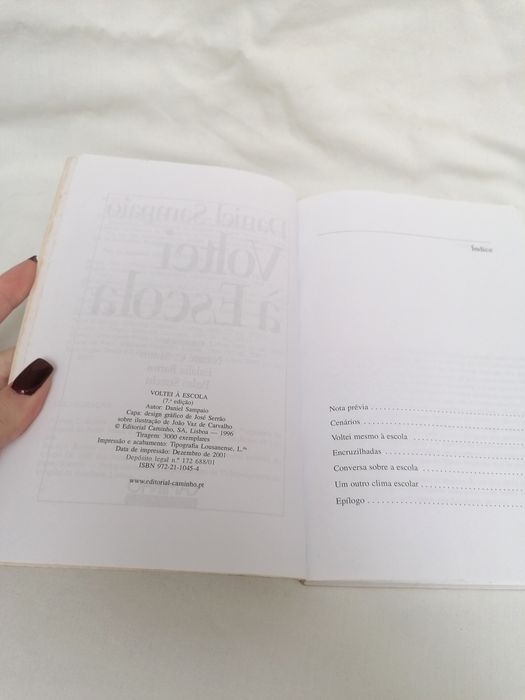 Daniel Sampaio
Voltei
à Escola
VOLTEI À ESCOLA
(7.ª edição)
Autor: Daniel Sampaio
Capa: design gráfico de José Serrão
sobre ilustração de João Vaz de Carvalho
© Editorial Caminho, SA, Lisboa — 1996
Tiragem: 3000 exemplares
Impressão e acabamento: Tipografia Lousanense, L.da
Data de impressão: Dezembro de 2001
Depósito legal n.º 172 688/01
ISBN 972-21-1045-4
www.editorial-caminho.pt
Índice
Nota prévia
Cenários
Voltei mesmo à escola
Encruzilhadas
Conversa sobre a escola
Um outro clima escolar
Epílogo